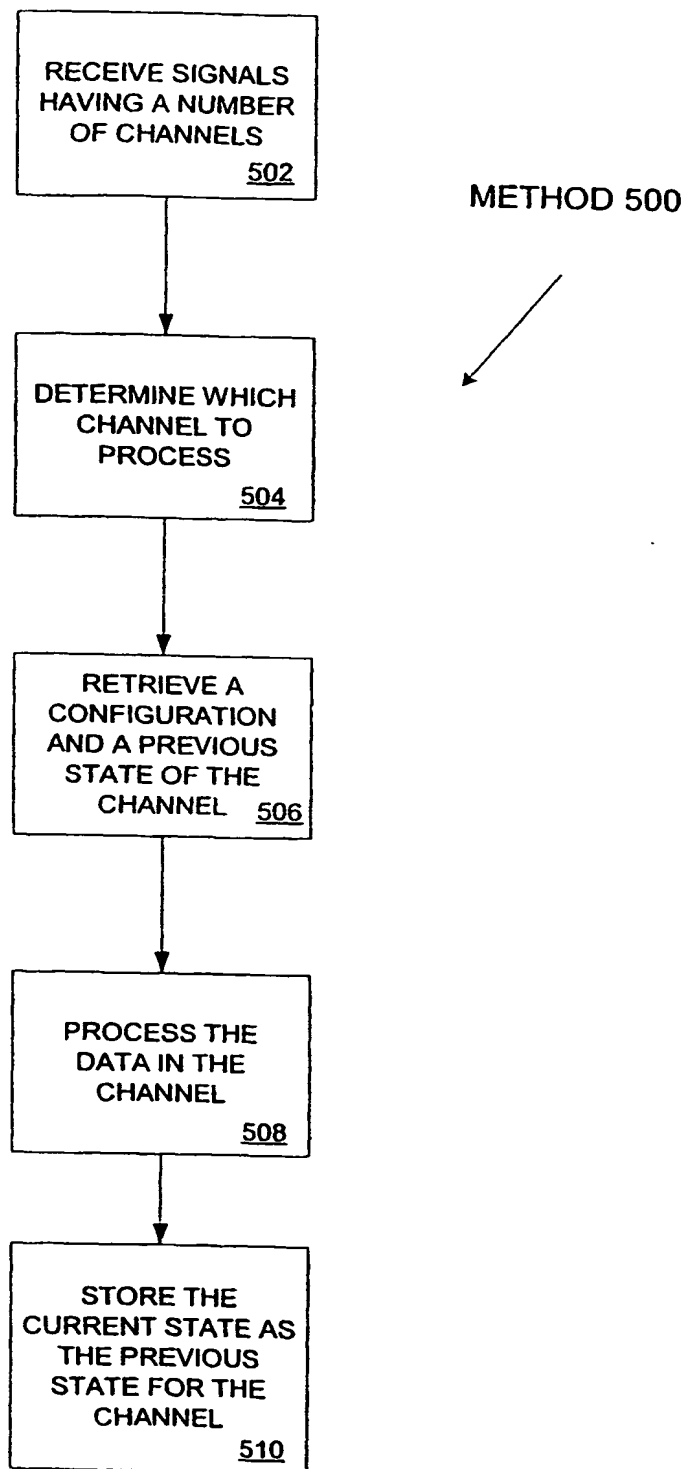 RECEIVE SIGNALS
HAVING A NUMBER
OF CHANNELS
502
METHOD 500
DETERMINE WHICH
CHANNEL TO
PROCESS
504
RETRIEVE A
CONFIGURATION
AND A PREVIOUS
STATE OF THE
CHANNEL 506
PROCESS THE
DATA IN THE
CHANNEL
508
STORE THE
CURRENT STATE AS
THE PREVIOUS
STATE FOR THE
CHANNEL
510